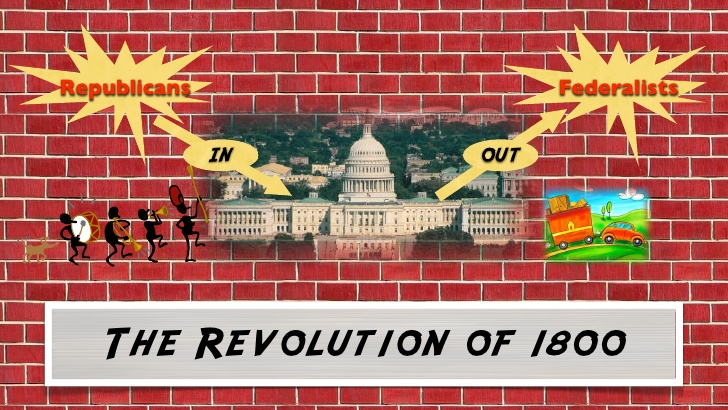 Republicans
Federalists
IN
OUT
THE REVOLUTION OF 1800